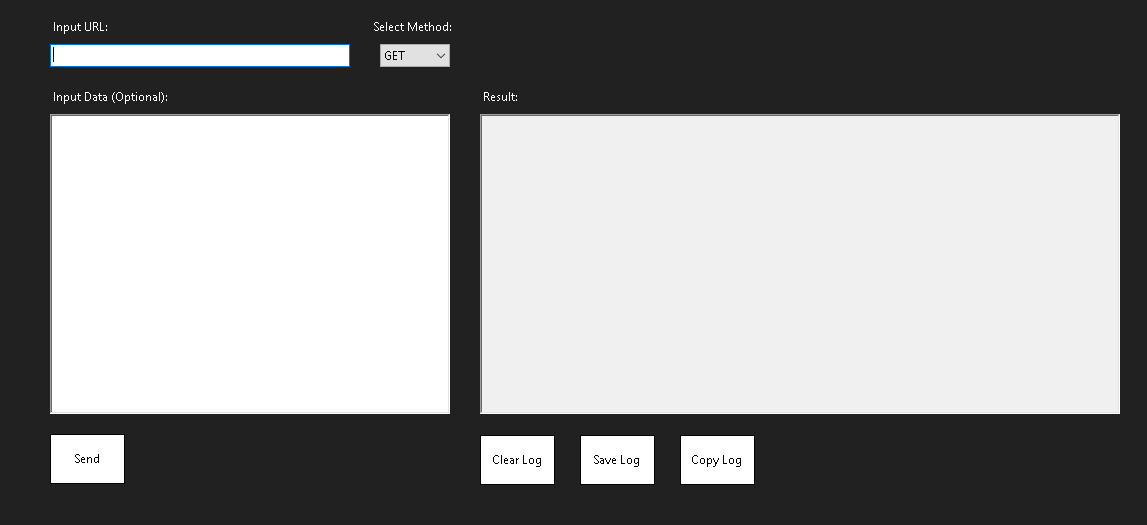 Input URL:
Select Method:
GET
Input Data (Optional):
Result:
Send
Clear Log
Save Log
Copy Log